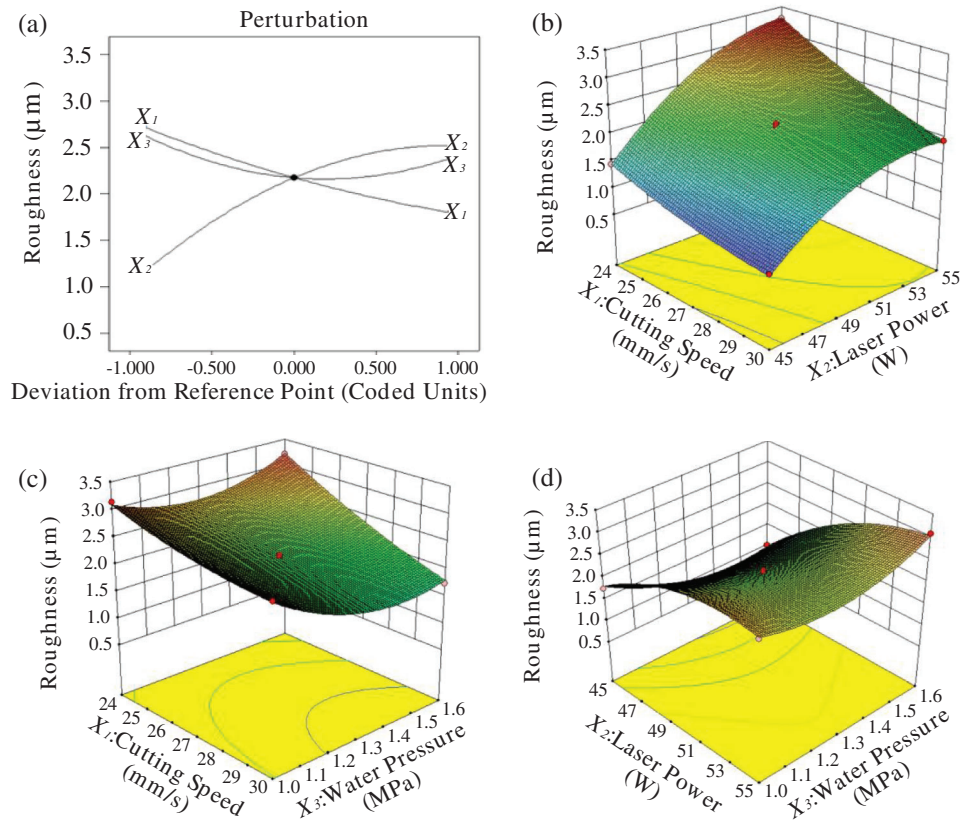 (a)
Perturbation
Roughness (μm)
3.5
3.0
2.5
2.0
1.5
1.0
0.5
X1
X3
X2
X2
X3
X1
-1.000 -0.500 0.000 0.500 1.000
Deviation from Reference Point (Coded Units)
(b)
Roughness (μm)
3.5
3.0
2.5
2.0
1.5
1.0
0.5
24 25 26 27 28 29 30
X1:Cutting Speed
(mm/s)
45 47 49 51 53 55
X2:Laser Power
(W)
(c)
Roughness (μm)
3.5
3.0
2.5
2.0
1.5
1.0
0.5
24 25 26 27 28 29 30
X1:Cutting Speed
(mm/s)
1.0 1.1 1.2 1.3 1.4 1.5 1.6
X3:Water Pressure
(MPa)
(d)
Roughness (μm)
3.5
3.0
2.5
2.0
1.5
1.0
0.5
45 47 49 51 53 55
X2:Laser Power
(W)
1.0 1.1 1.2 1.3 1.4 1.5 1.6
X3:Water Pressure
(MPa)